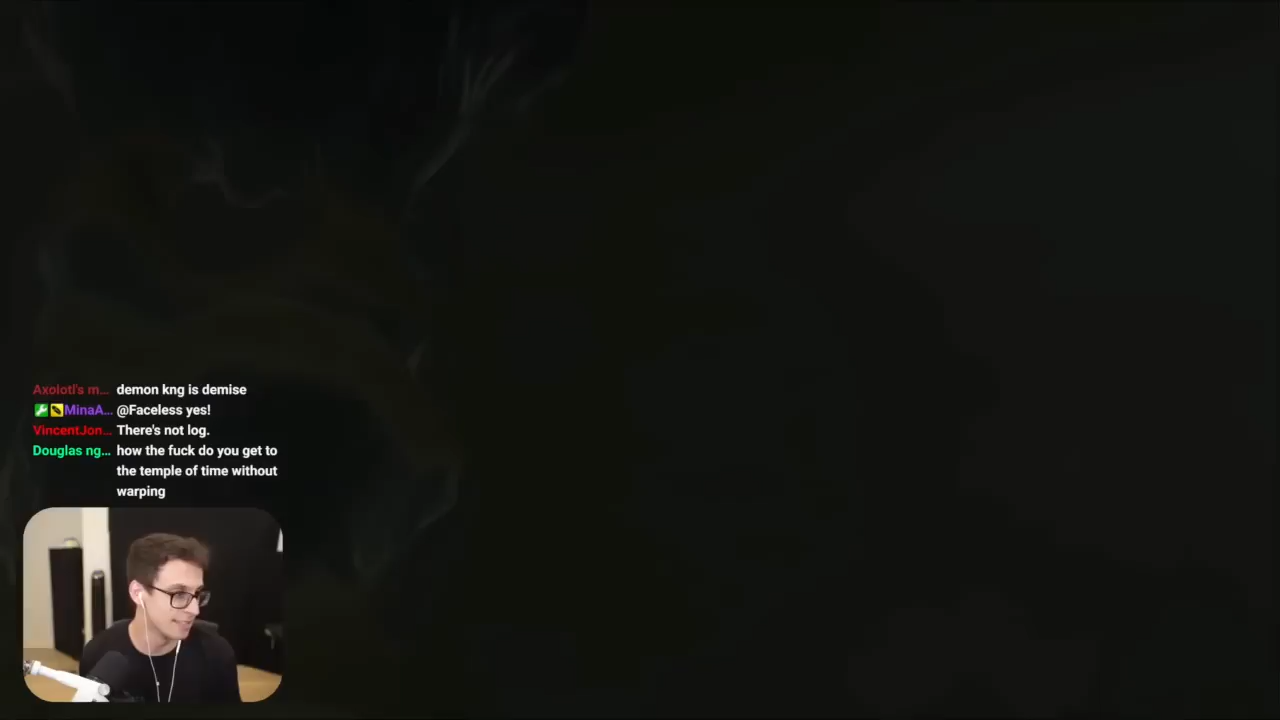 Axolotl's m… demon kng is demise
MinaA… @Faceless yes!
VincentJon… There's not log.
Douglas ng… how the fuck do you get to
the temple of time without
warping